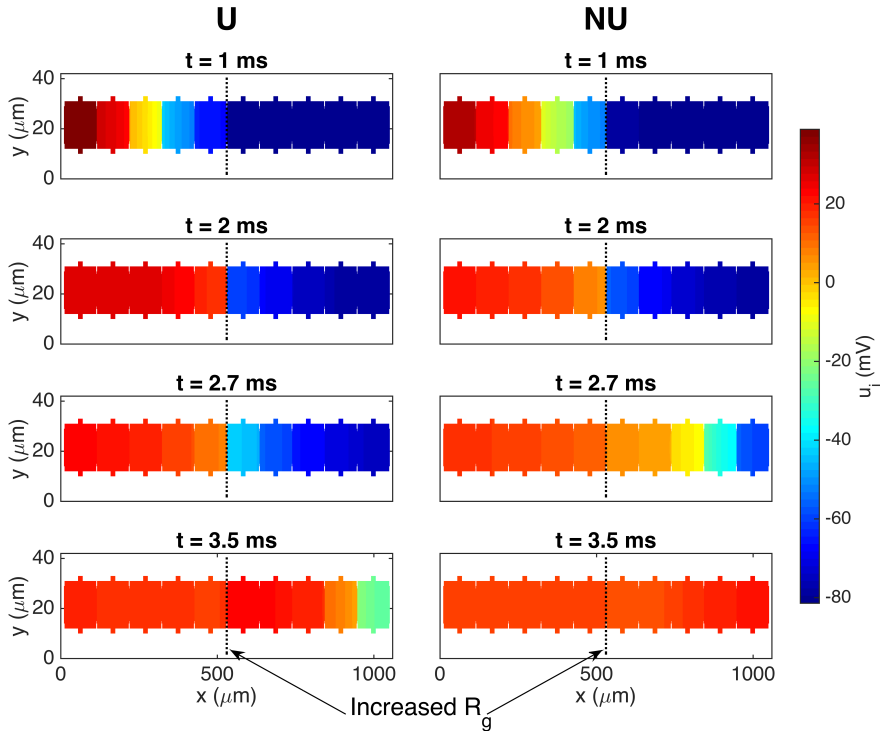 U NU
t = 1 ms t = 1 ms
40
20
0
y (μm)
t = 2 ms t = 2 ms
40
20
0
y (μm)
t = 2.7 ms t = 2.7 ms
40
20
0
y (μm)
t = 3.5 ms t = 3.5 ms
40
20
0
y (μm)
0 500 1000 0 500 1000
x (μm) x (μm)
Increased R_g
20
0
-20
-40
-60
-80
u_i (mV)